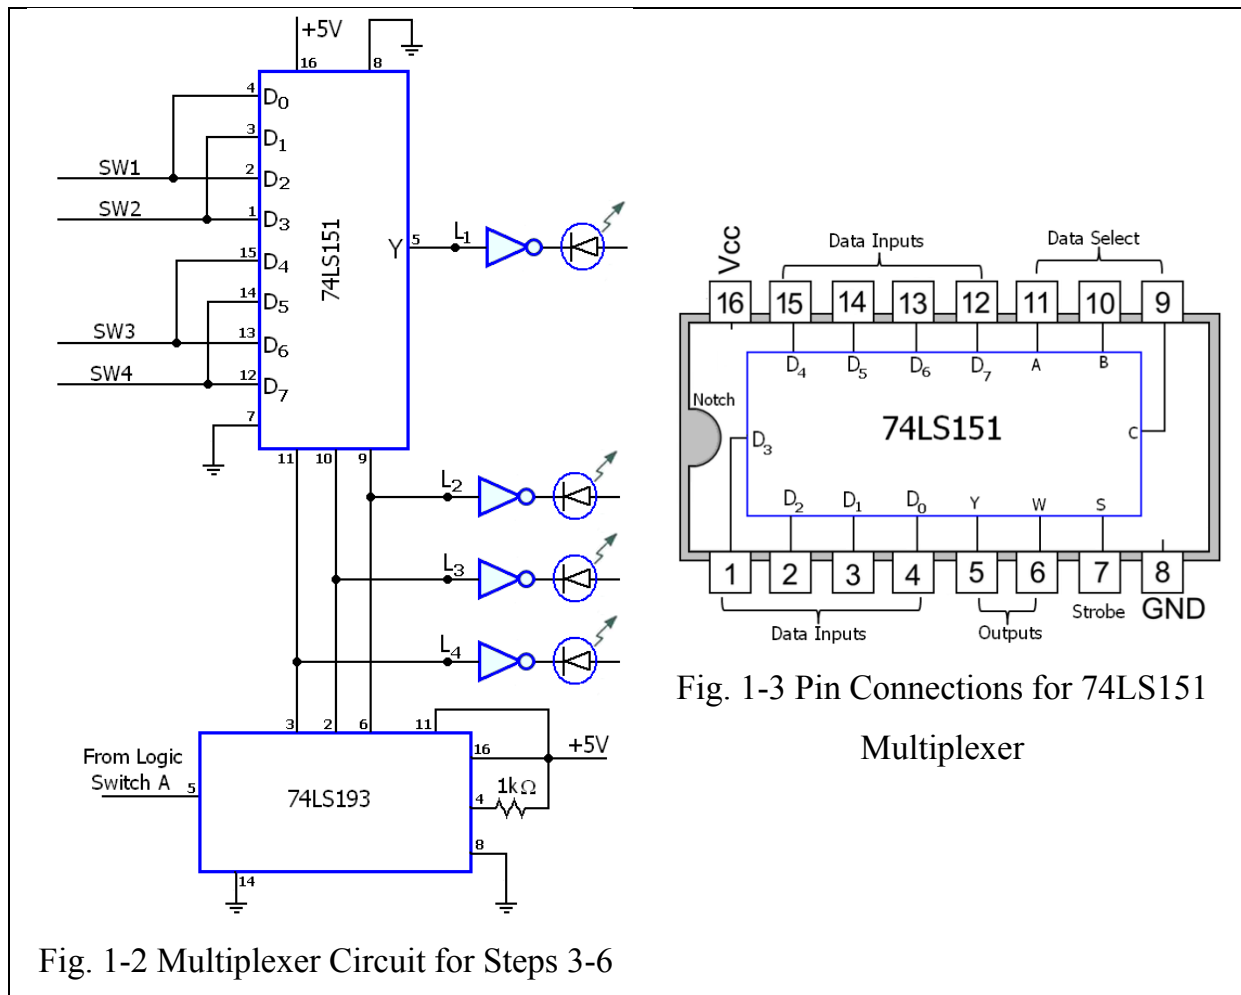 +5V
16
8
4
D0
3
D1
SW1
2
D2
SW2
1
D3
74LS151
Y
5
L1
15
D4
14
D5
SW3
13
D6
SW4
12
D7
7
11
10
9
L2
L3
L4
3
2
6
11
From Logic
Switch A
5
74LS193
16
+5V
1k Ω
4
8
14
Fig. 1-2 Multiplexer Circuit for Steps 3-6
Vcc
Data Inputs
Data Select
16 15 14 13 12 11 10 9
D4 D5 D6 D7 A B
Notch
D3
74LS151
C
D2 D1 D0 Y W S
1 2 3 4 5 6 7 8
Data Inputs
Outputs
Strobe
GND
Fig. 1-3 Pin Connections for 74LS151
Multiplexer